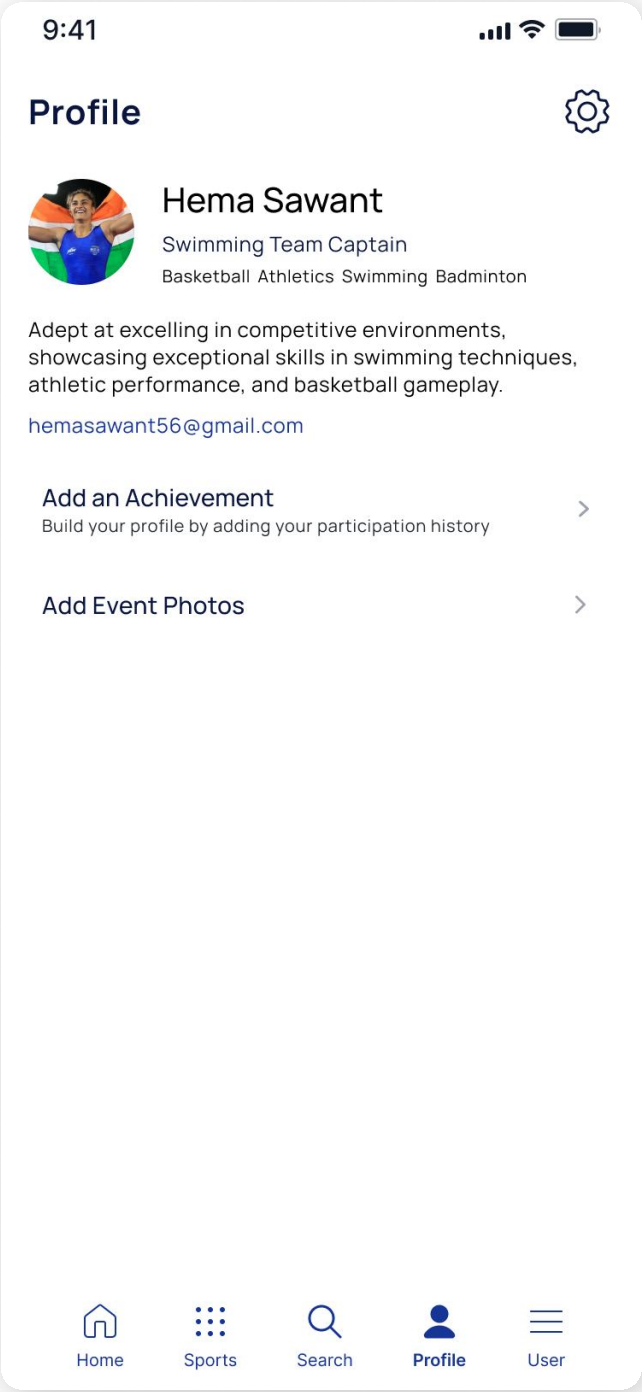 9:41
Profile
Hema Sawant
Swimming Team Captain
Basketball Athletics Swimming Badminton
Adept at excelling in competitive environments,
showcasing exceptional skills in swimming techniques,
athletic performance, and basketball gameplay.
hemasawant56@gmail.com
Add an Achievement
Build your profile by adding your participation history
Add Event Photos
Home Sports Search Profile User